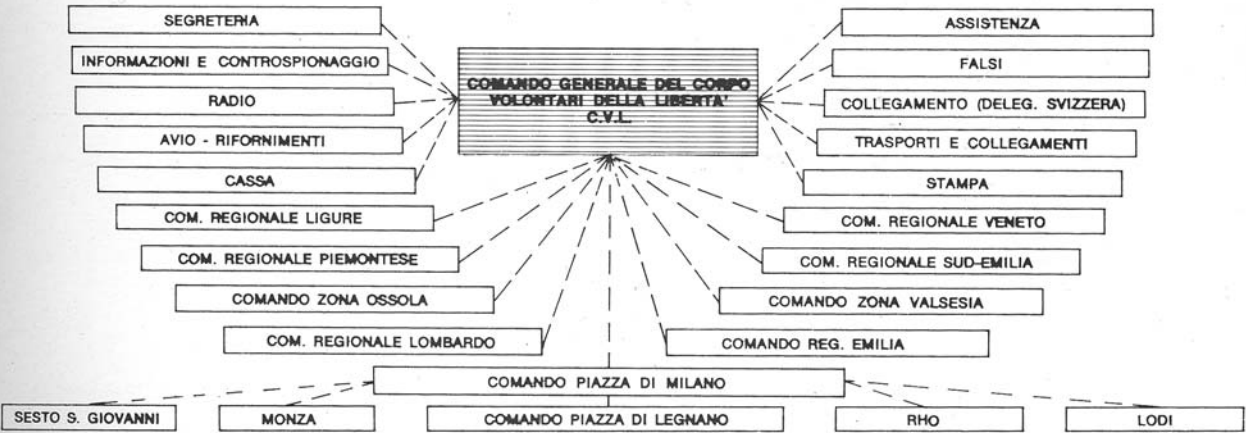 SEGRETERIA
ASSISTENZA
INFORMAZIONI E CONTROSPIONAGGIO
FALSI
COMANDO GENERALE DEL CORPO
VOLONTARI DELLA LIBERTA'
C.V.L.
RADIO
COLLEGAMENTO (DELEG. SVIZZERA)
AVIO - RIFORNIMENTI
TRASPORTI E COLLEGAMENTI
CASSA
STAMPA
COM. REGIONALE LIGURE
COM. REGIONALE VENETO
COM. REGIONALE PIEMONTESE
COM. REGIONALE SUD-EMILIA
COMANDO ZONA OSSOLA
COMANDO ZONA VALSESIA
COM. REGIONALE LOMBARDO
COMANDO REG. EMILIA
COMANDO PIAZZA DI MILANO
SESTO S. GIOVANNI
MONZA
COMANDO PIAZZA DI LEGNANO
RHO
LODI